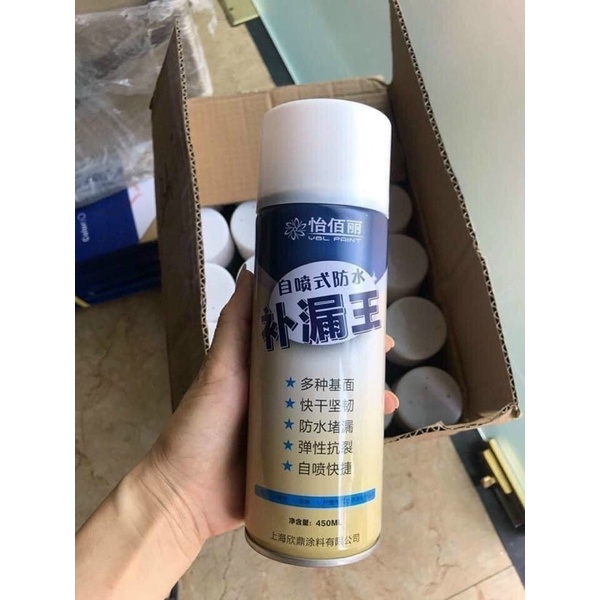 怡佰丽
YBL PAINT
自喷式防水
补漏王
★ 多种基面
★ 快干坚韧
★ 防水堵漏
★ 弹性抗裂
★ 自喷快捷
净含量: 450ML
上海欣鼎涂料有限公司